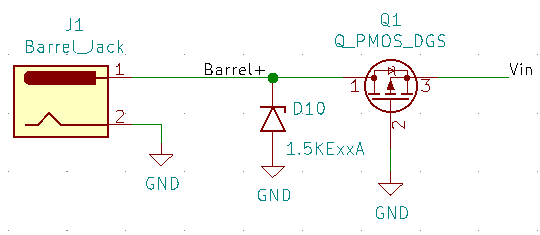 J1
Barrel_Jack
1
2
GND
Barrel+
D10
1.5KExxA
GND
Q1
Q_PMOS_DGS
1
3
2
Vin
GND